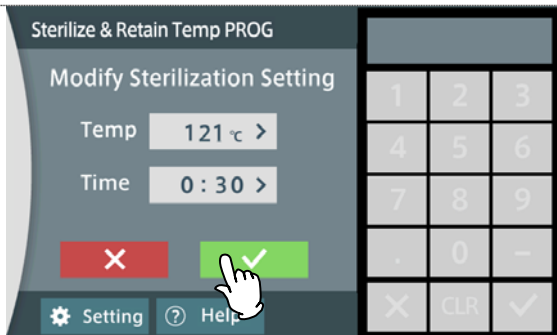 Sterilize & Retain Temp PROG
Modify Sterilization Setting
Temp 121 ℃ >
Time 0 : 30 >
Setting ? Help
1 2 3
4 5 6
7 8 9
. 0 -
CLR